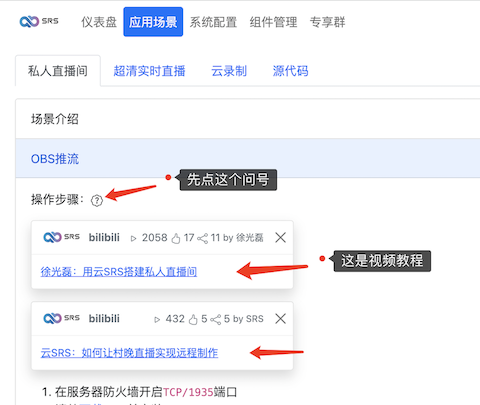 SRS 仪表盘 应用场景 系统配置 组件管理 专享群
私人直播间 超清实时直播 云录制 源代码
场景介绍
OBS推流
先点这个问号
操作步骤： ?
SRS bilibili 2058 17 11 by 徐光磊
这是视频教程
徐光磊：用云SRS搭建私人直播间
SRS bilibili 432 5 5 by SRS
云SRS：如何让村晚直播实现远程制作
1. 在服务器防火墙开启TCP/1935端口